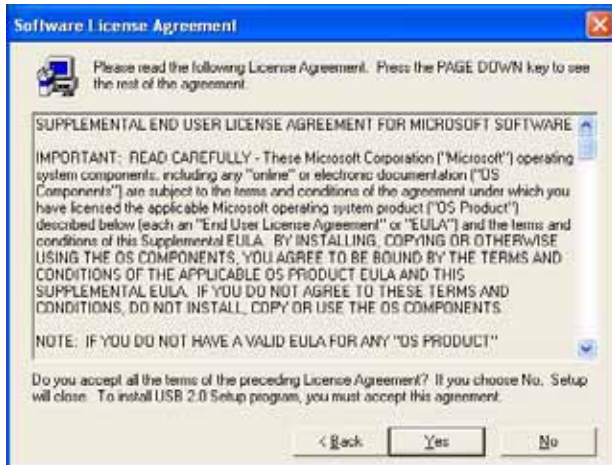 Software License Agreement
Please read the following License Agreement. Press the PAGE DOWN key to see
the rest of the agreement.
SUPPLEMENTAL END USER LICENSE AGREEMENT FOR MICROSOFT SOFTWARE
IMPORTANT: READ CAREFULLY - These Microsoft Corporation ("Microsoft") operating
system components, including any "online" or electronic documentation ("OS
Components") are subject to the terms and conditions of the agreement under which you
have licensed the applicable Microsoft operating system product ("OS Product")
described below (each an "End User License Agreement" or "EULA") and the terms and
conditions of this Supplemental EULA. BY INSTALLING, COPYING OR OTHERWISE
USING THE OS COMPONENTS, YOU AGREE TO BE BOUND BY THE TERMS AND
CONDITIONS OF THE APPLICABLE OS PRODUCT EULA AND THIS
SUPPLEMENTAL EULA. IF YOU DO NOT AGREE TO THESE TERMS AND
CONDITIONS, DO NOT INSTALL, COPY OR USE THE OS COMPONENTS.
NOTE: IF YOU DO NOT HAVE A VALID EULA FOR ANY "OS PRODUCT"
Do you accept all the terms of the preceding License Agreement? If you choose No, Setup
will close. To install USB 2.0 Setup program, you must accept this agreement.
< Back Yes No